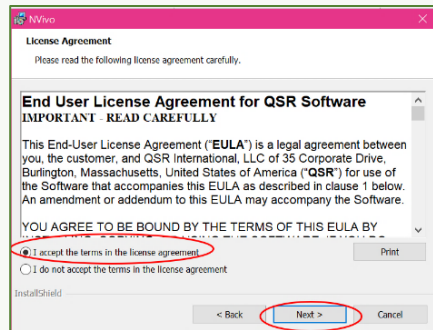 NVivo
License Agreement
Please read the following license agreement carefully.
End User License Agreement for QSR Software
IMPORTANT - READ CAREFULLY
This End-User License Agreement ("EULA") is a legal agreement between
you, the customer, and QSR International, LLC of 35 Corporate Drive,
Burlington, Massachusetts, United States of America ("QSR") for use of
the Software that accompanies this EULA as described in clause 1 below.
An amendment or addendum to this EULA may accompany the Software.
YOU AGREE TO BE BOUND BY THE TERMS OF THIS EULA BY
I accept the terms in the license agreement
Print
I do not accept the terms in the license agreement
InstallShield
< Back
Next >
Cancel